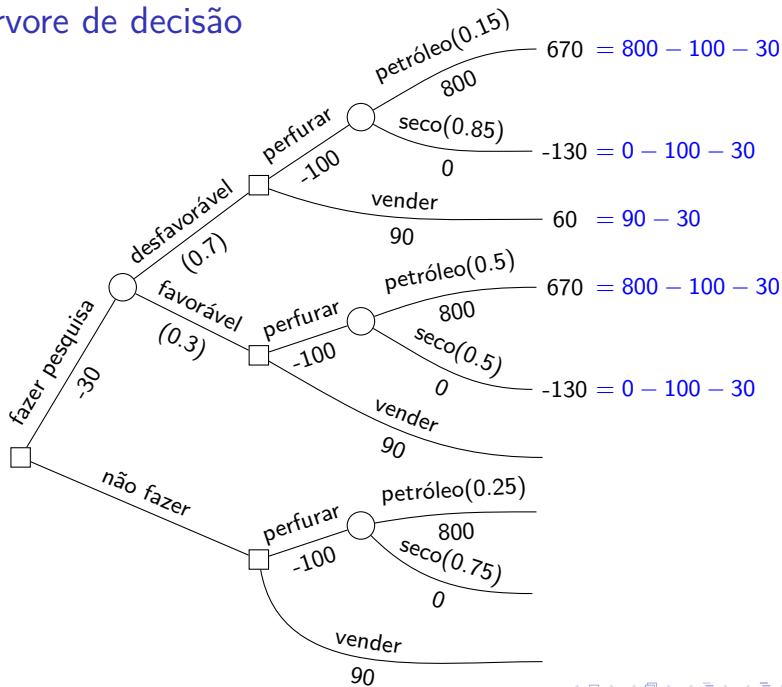 rvore de decisão
petróleo(0.15)
800
670 = 800 − 100 − 30
perfurar
-100
seco(0.85)
0
-130 = 0 − 100 − 30
desfavorável
(0.7)
vender
90
60 = 90 − 30
fazer pesquisa
-30
favorável
(0.3)
perfurar
-100
petróleo(0.5)
800
670 = 800 − 100 − 30
seco(0.5)
0
-130 = 0 − 100 − 30
vender
90
não fazer
perfurar
-100
petróleo(0.25)
800
seco(0.75)
0
vender
90